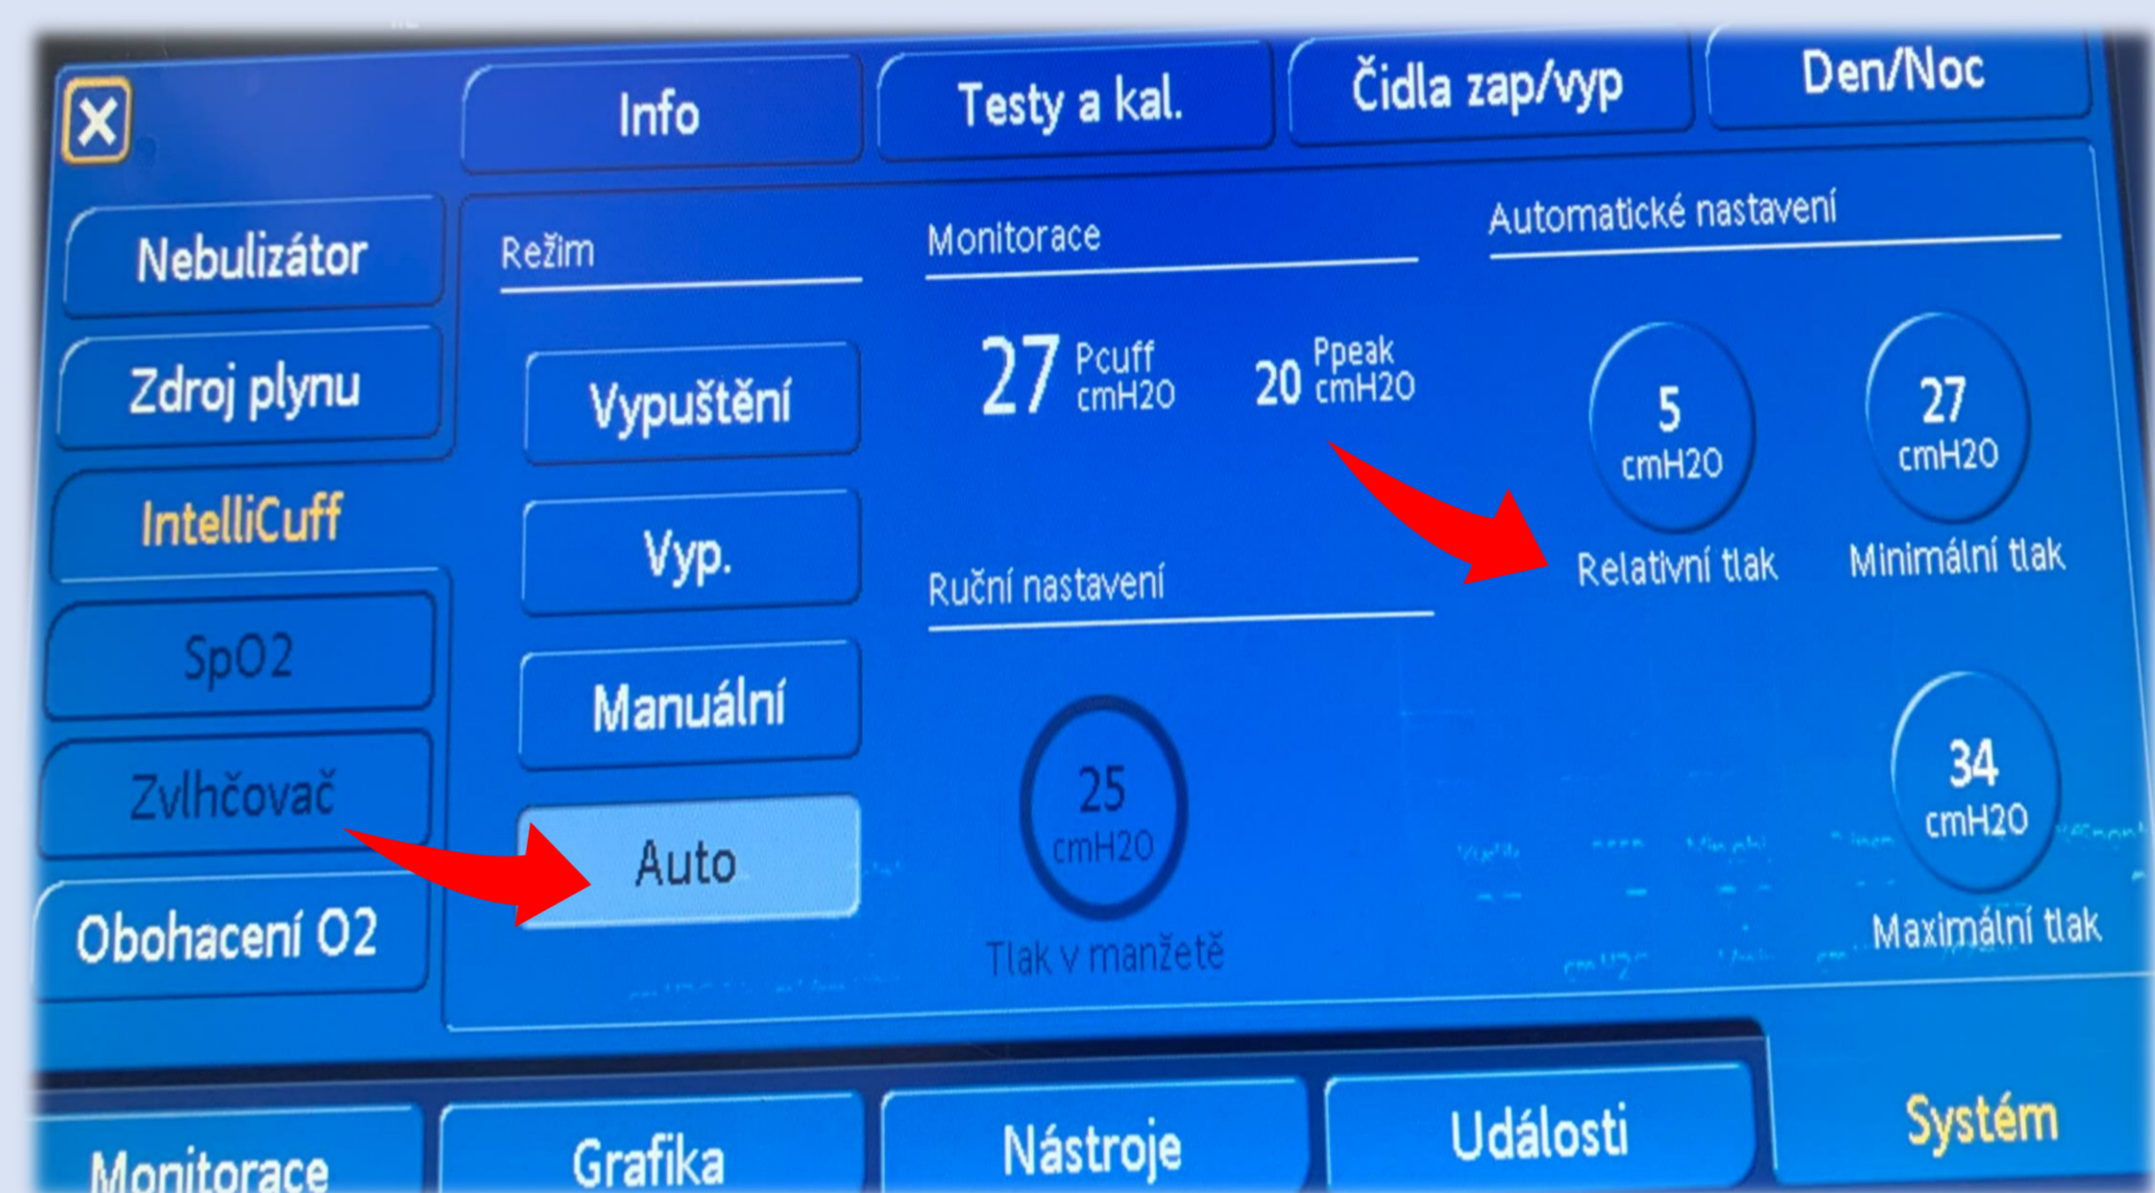 Info
Testy a kal.
Čidla zap/vyp
Den/Noc
Nebulizátor
Zdroj plynu
IntelliCuff
SpO2
Zvlhčovač
Obohacení O2
Režim
Vypuštění
Vyp.
Manuální
Auto
Monitorace
27 Pcuff
cmH2O
20 Ppeak
cmH2O
Ruční nastavení
25
cmH2O
Tlak v manžetě
Automatické nastavení
5
cmH2O
Relativní tlak
27
cmH2O
Minimální tlak
34
cmH2O
Maximální tlak
Monitorace
Grafika
Nástroje
Události
Systém